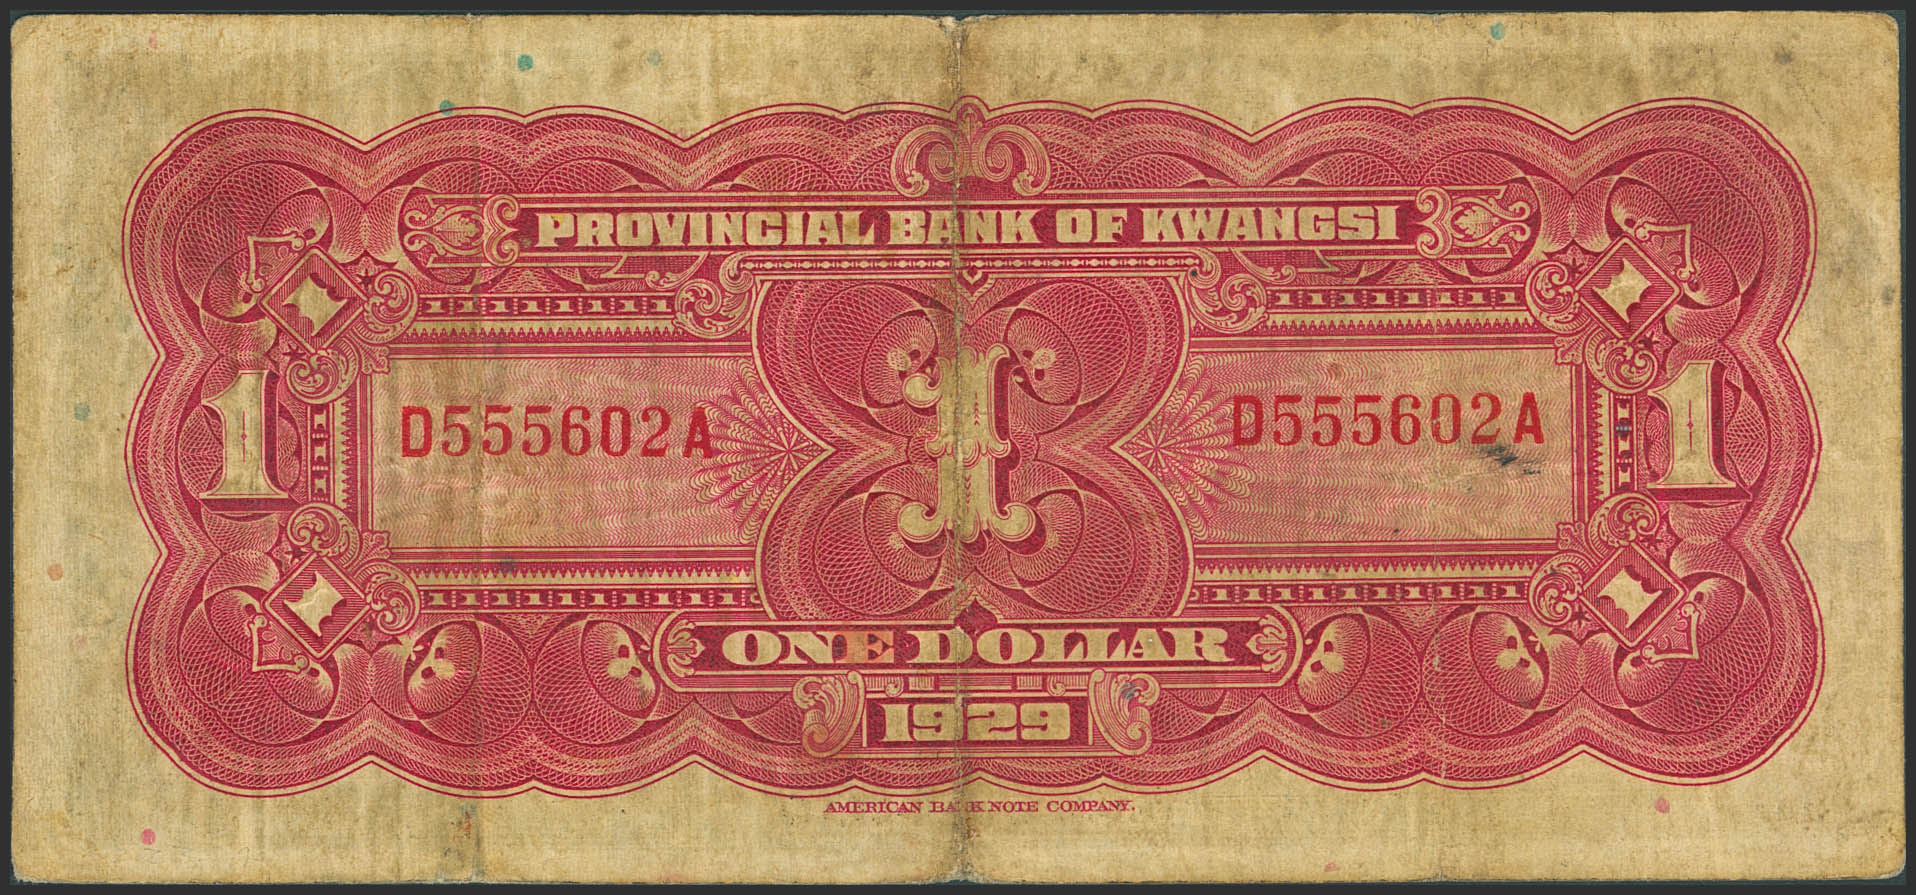 PROVINCIAL BANK OF KWANGSI
1 1
D555602A D555602A
1
ONE DOLLAR
1929
AMERICAN BANK NOTE COMPANY.